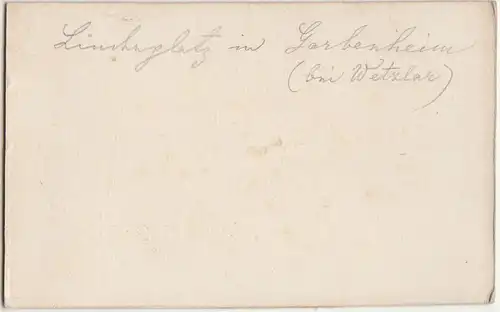 Lindenplatz in Garbenheim
(bei Wetzlar)